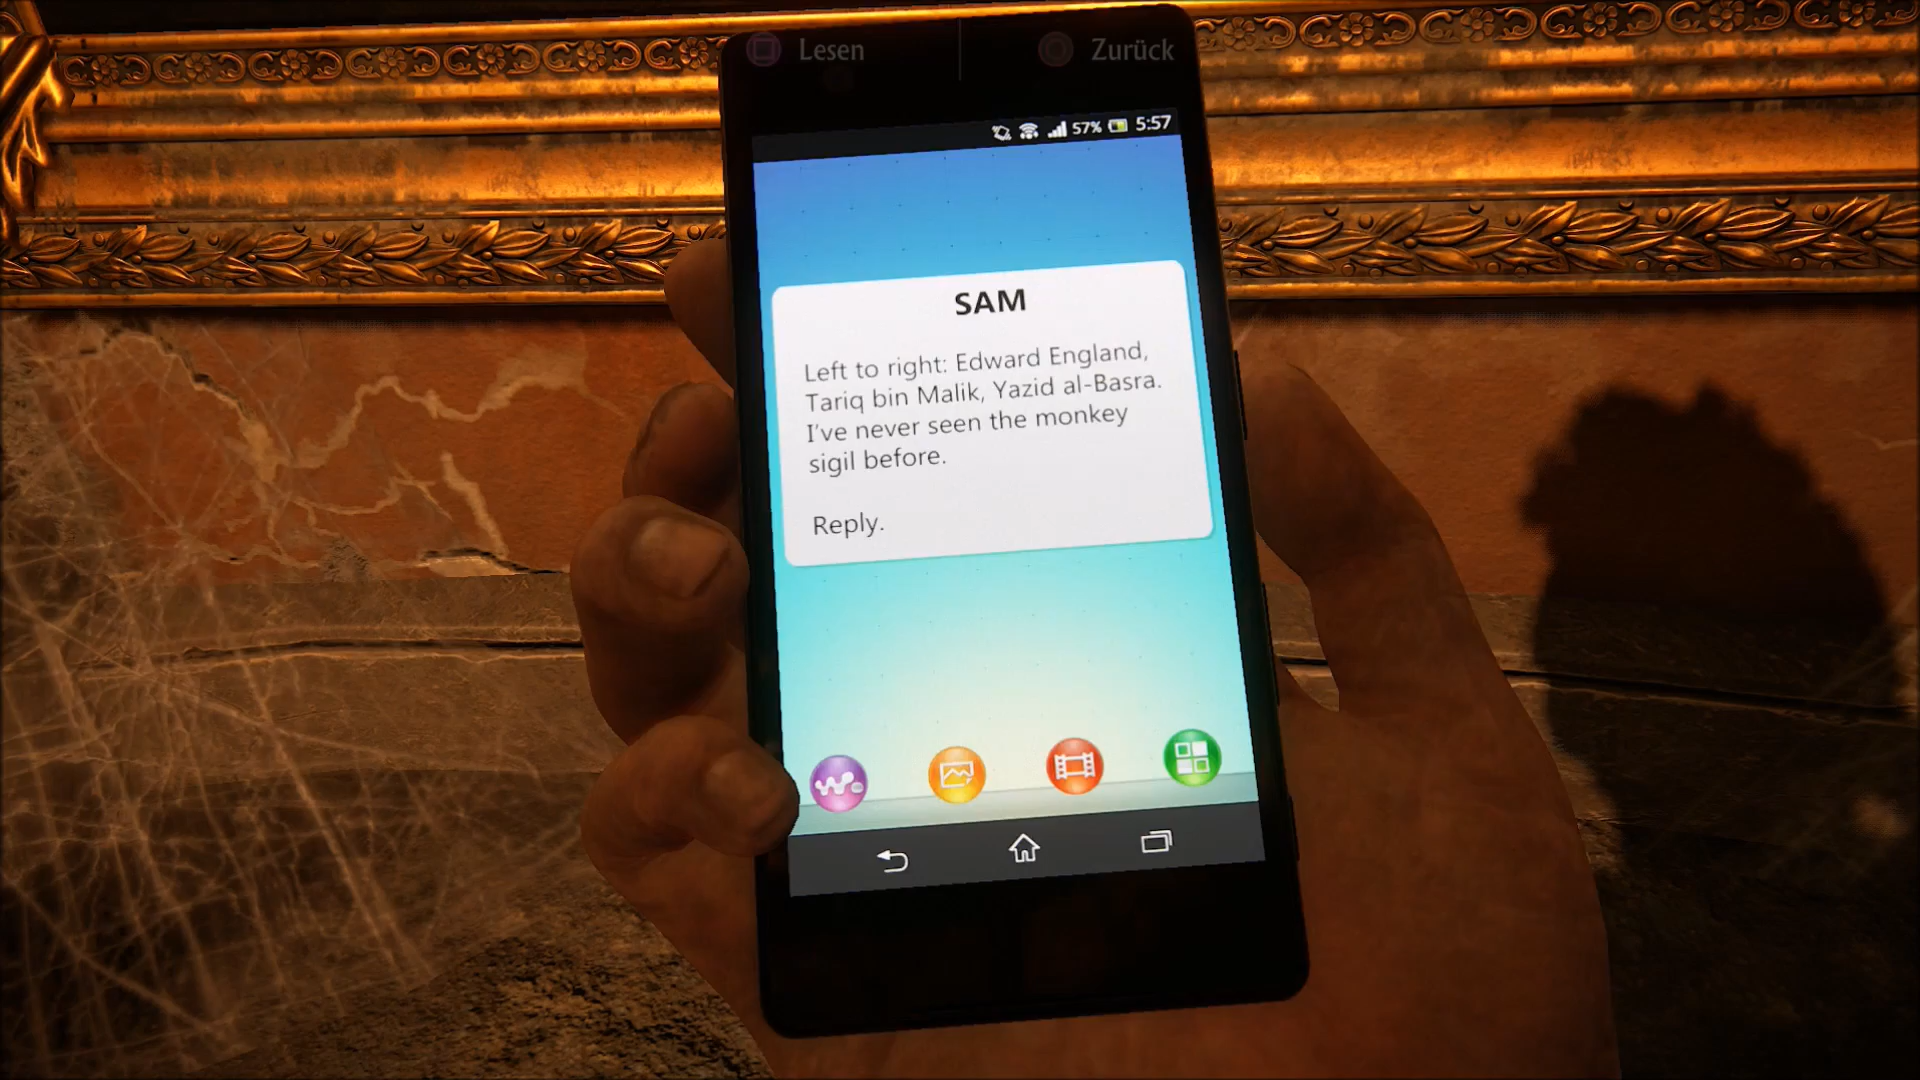 Lesen
Zurück
57% 5:57
SAM
Left to right: Edward England,
Tariq bin Malik, Yazid al-Basra.
I've never seen the monkey
sigil before.
Reply.